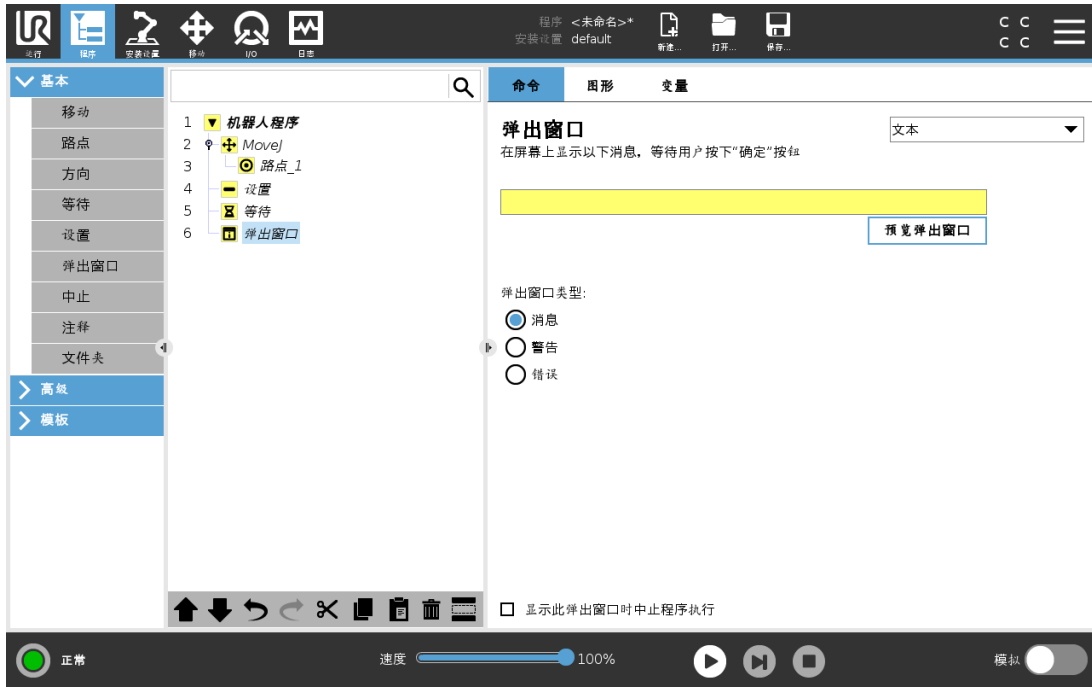 UR
运行
程序
安装设置
移动
I/O
日志
程序 <未命名>*
安装设置 default
新建...
打开...
保存...
C C
C C
基本
移动
路点
方向
等待
设置
弹出窗口
中止
注释
文件夹
高级
模板
1 机器人程序
2 MoveJ
3 路点_1
4 设置
5 等待
6 弹出窗口
命令 图形 变量
弹出窗口
文本
在屏幕上显示以下消息，等待用户按下“确定”按钮
预览弹出窗口
弹出窗口类型:
消息
警告
错误
显示此弹出窗口时中止程序执行
正常
速度 100%
模拟